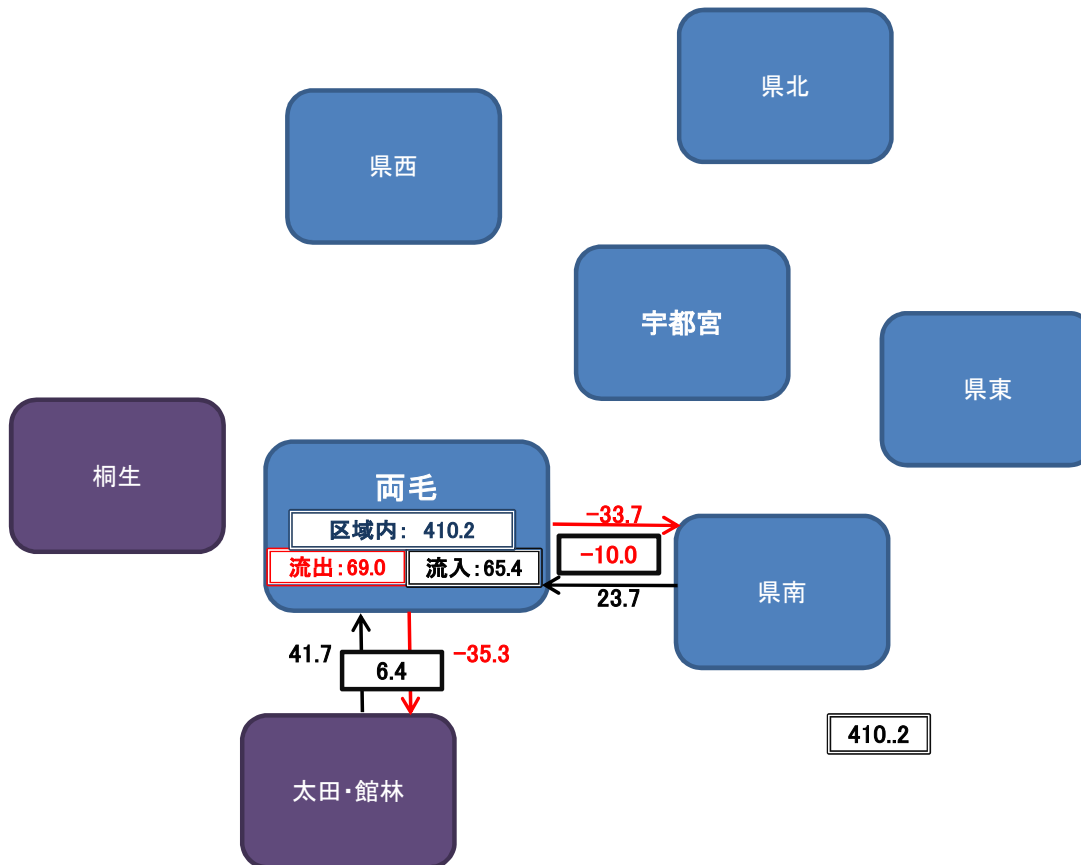 県北
県西
宇都宮
県東
桐生
両毛
区域内: 410.2
流出:69.0
流入:65.4
-33.7
-10.0
23.7
県南
41.7
6.4
-35.3
410..2
太田・館林